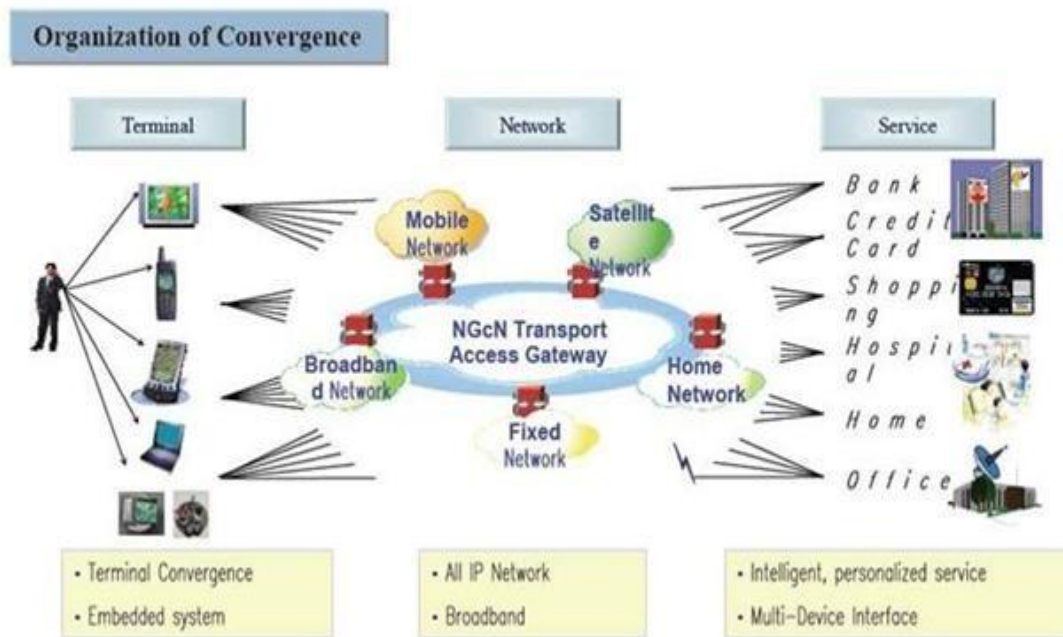 Organization of Convergence
Terminal
Network
Service
Mobile
Network
Satellit
e
Network
NGcN Transport
Access Gateway
Broadban
d Network
Home
Network
Fixed
Network
Bank
Credit
Card
Shoppi
ng
Hospit
al
Home
Office
• Terminal Convergence
• Embedded system
• All IP Network
• Broadband
• Intelligent, personalized service
• Multi-Device Interface